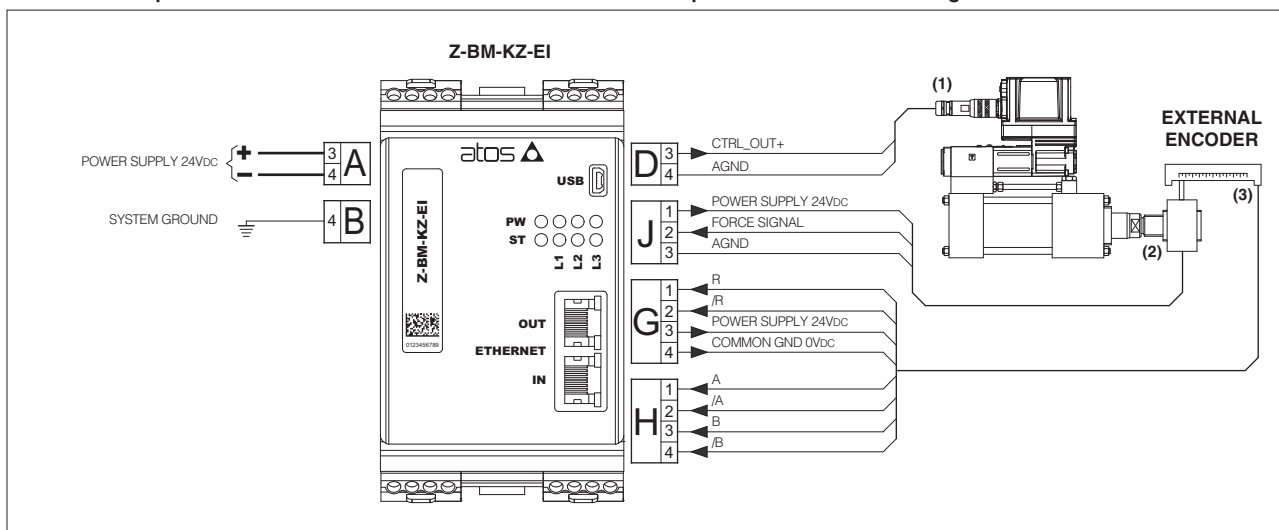 Z-BM-KZ-EI
POWER SUPPLY 24VDC
+
-
3
4
A
SYSTEM GROUND
4
B
atos
USB
PW
ST
L1 L2 L3
Z-BM-KZ-EI
0123456789
OUT
ETHERNET
IN
D
3 CTRL_OUT+
4 AGND
J
1 POWER SUPPLY 24VDC
2 FORCE SIGNAL
3 AGND
G
1 R
2 /R
3 POWER SUPPLY 24VDC
4 COMMON GND 0VDC
H
1 A
2 /A
3 B
4 /B
(1)
EXTERNAL
ENCODER
(3)
(2)